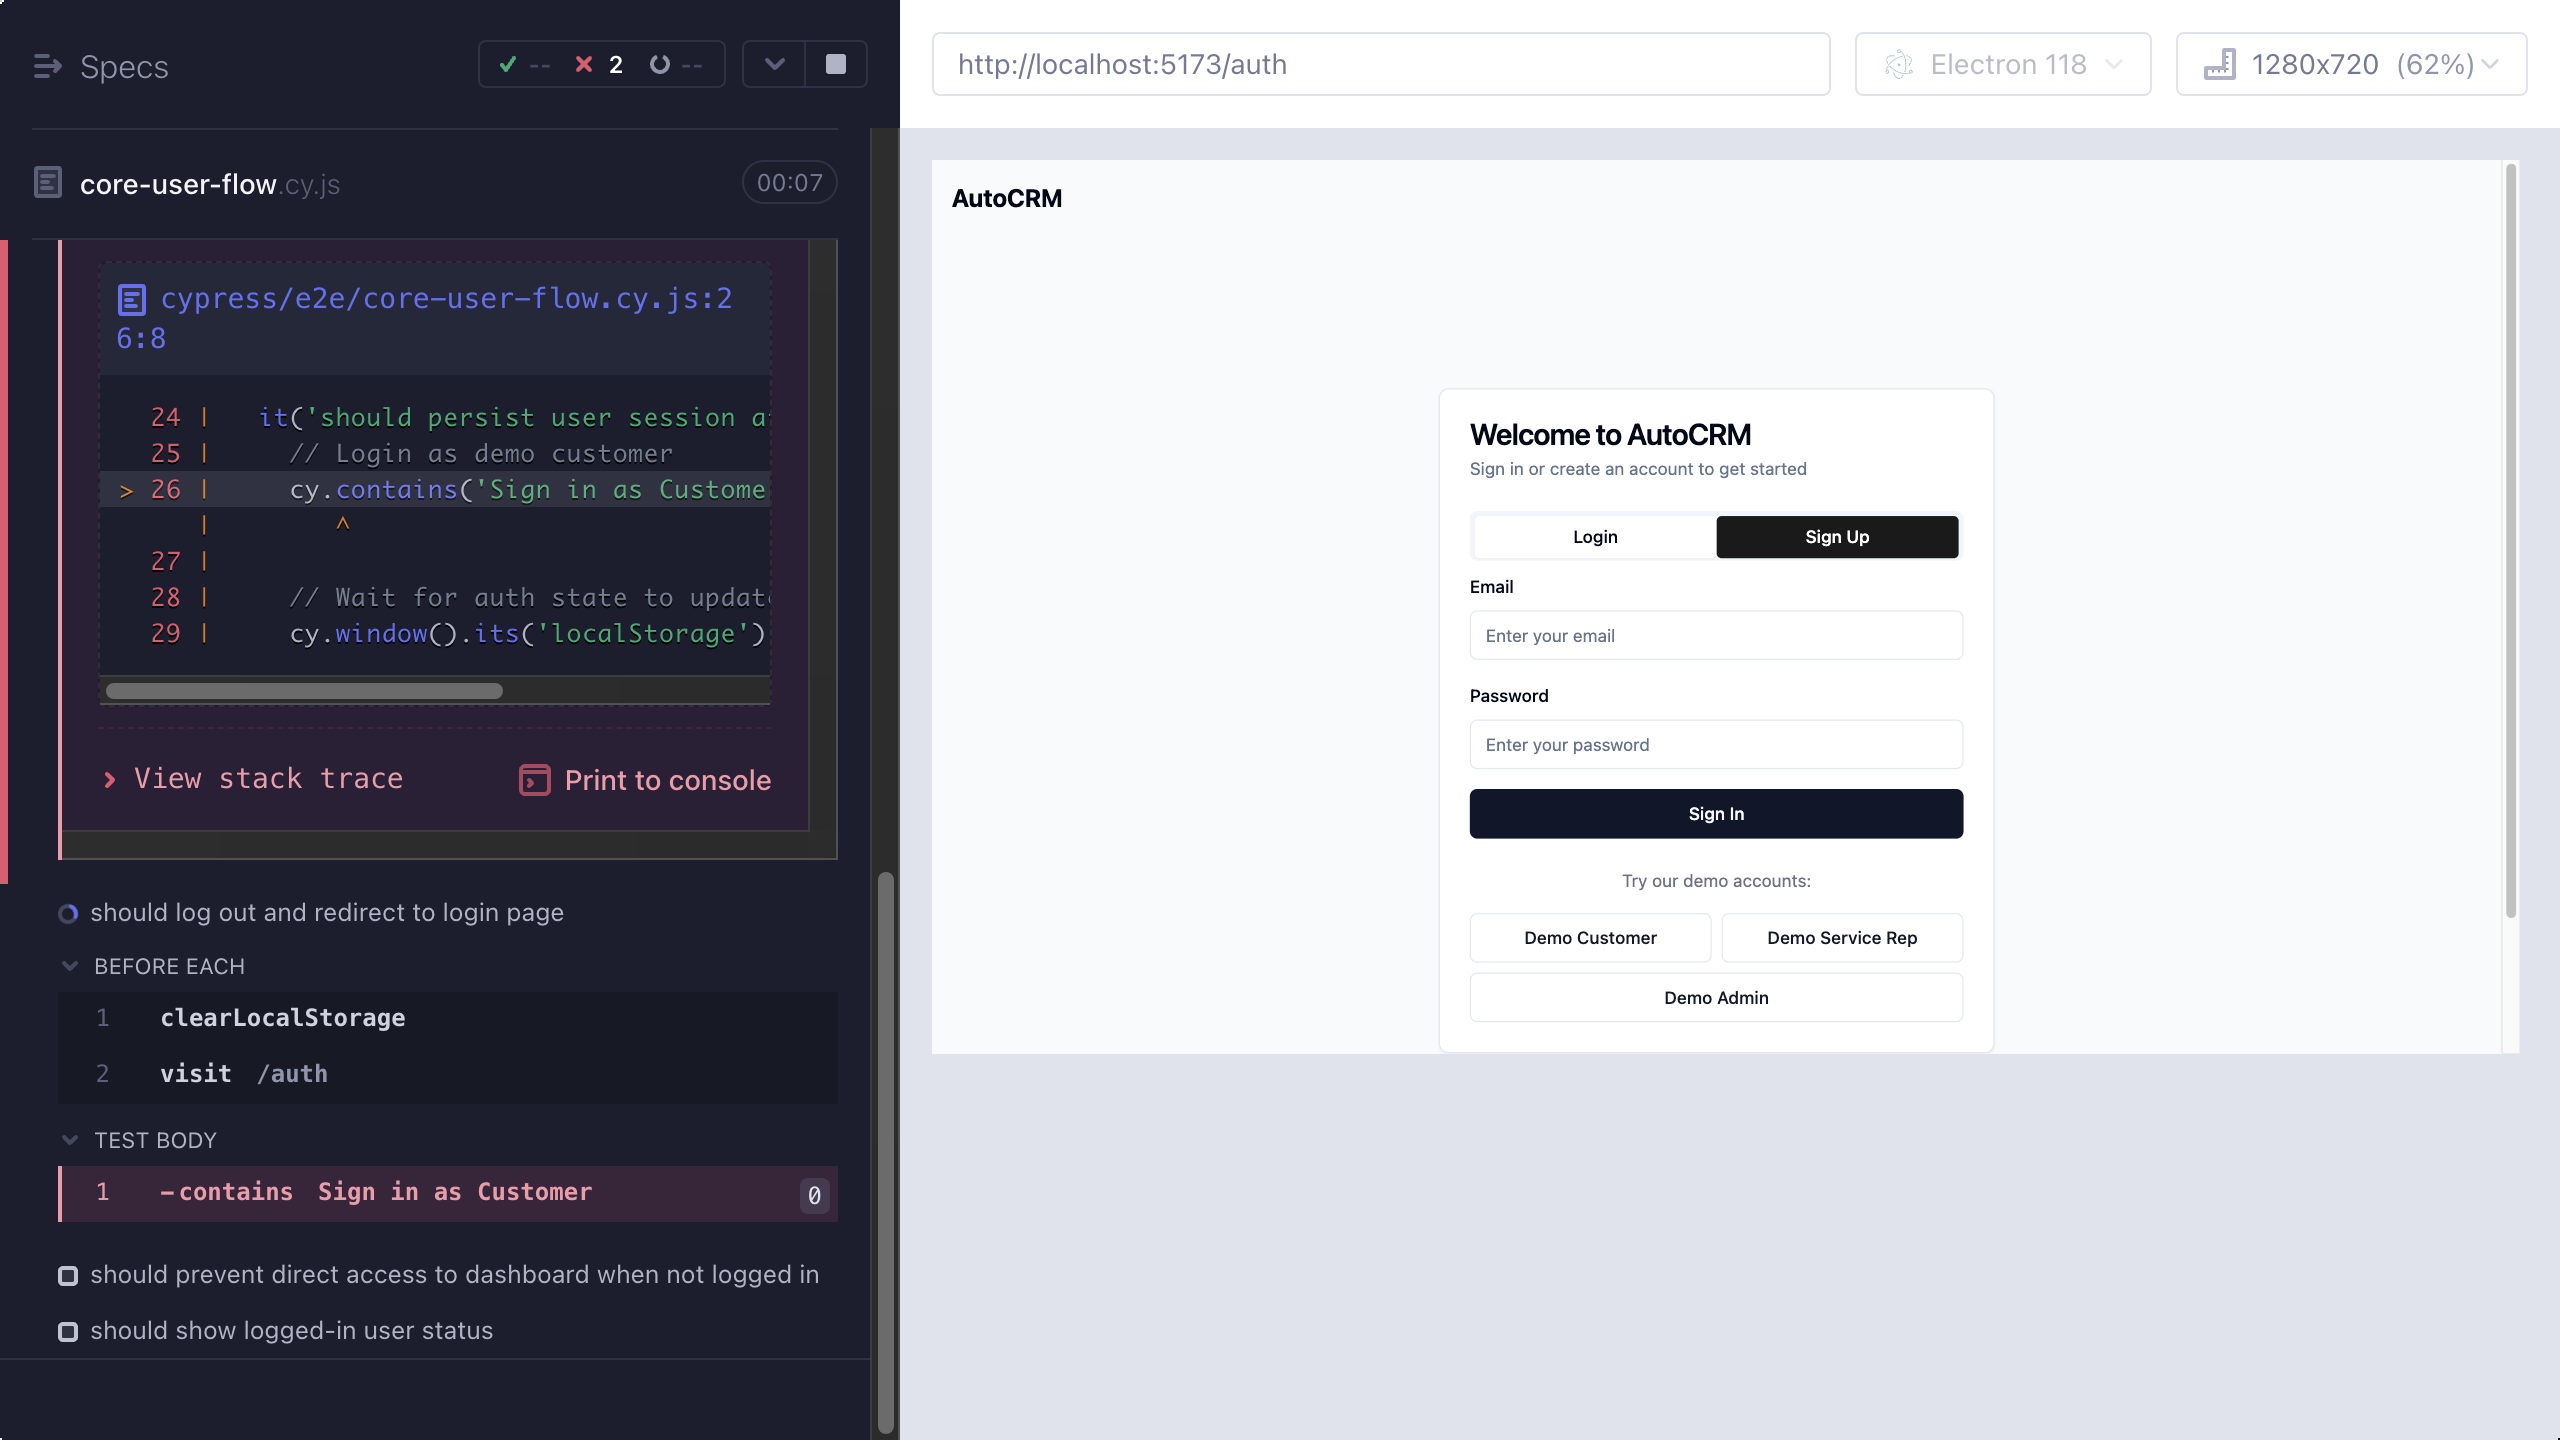 Specs
-- 2 --
core-user-flow.cy.js 00:07
cypress/e2e/core-user-flow.cy.js:2
6:8
24 | it('should persist user session a
25 | // Login as demo customer
> 26 | cy.contains('Sign in as Custome
| ^
27 |
28 | // Wait for auth state to updat
29 | cy.window().its('localStorage')
View stack trace
Print to console
should log out and redirect to login page
BEFORE EACH
1 clearLocalStorage
2 visit /auth
TEST BODY
1 -contains Sign in as Customer 0
should prevent direct access to dashboard when not logged in
should show logged-in user status
http://localhost:5173/auth
Electron 118
1280x720 (62%)
AutoCRM
Welcome to AutoCRM
Sign in or create an account to get started
Login
Sign Up
Email
Enter your email
Password
Enter your password
Sign In
Try our demo accounts:
Demo Customer
Demo Service Rep
Demo Admin